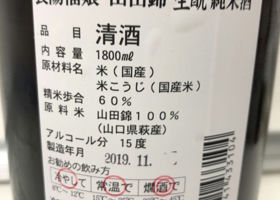 長陽福娘 山田錦 生酛 純米酒
品目 清酒
内容量 1800ml
原材料名 米(国産)
米こうじ(国産米)
精米歩合 60%
原料米 山田錦100%
(山口県萩産)
アルコール分 15度
製造年月 2019.11.
お勧めの飲み方
冷やして 常温で 燗酒で